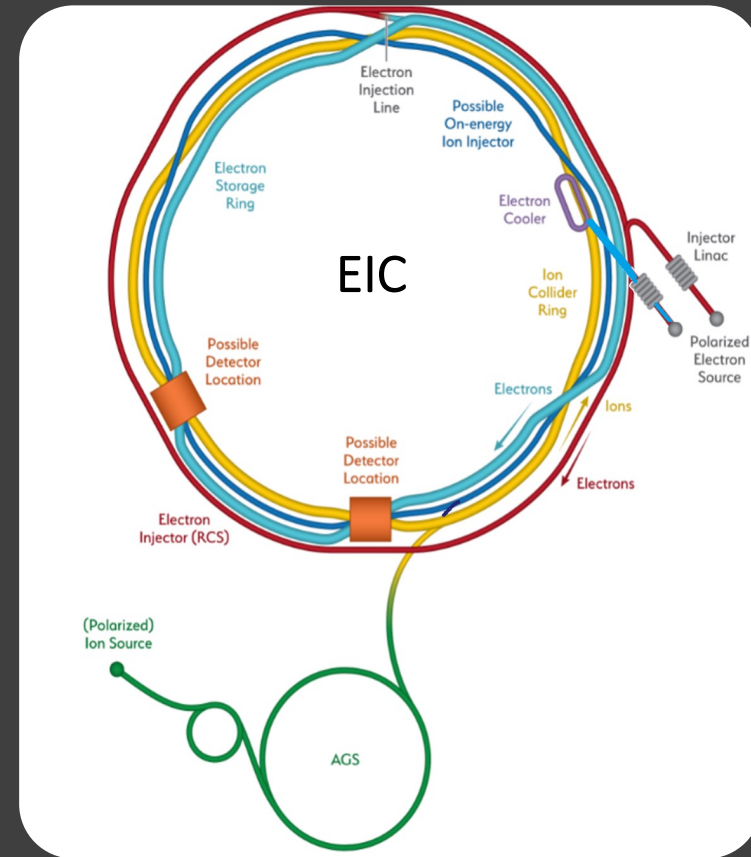 Electron
Injection
Line
Possible
On-energy
Ion Injector
Electron
Storage
Ring
Electron
Cooler
Injector
Linac
EIC
Ion
Collider
Ring
Possible
Detector
Location
Polarized
Electron
Source
Electrons
Ions
Possible
Detector
Location
Electrons
Electron
Injector (RCS)
(Polarized)
Ion Source
AGS